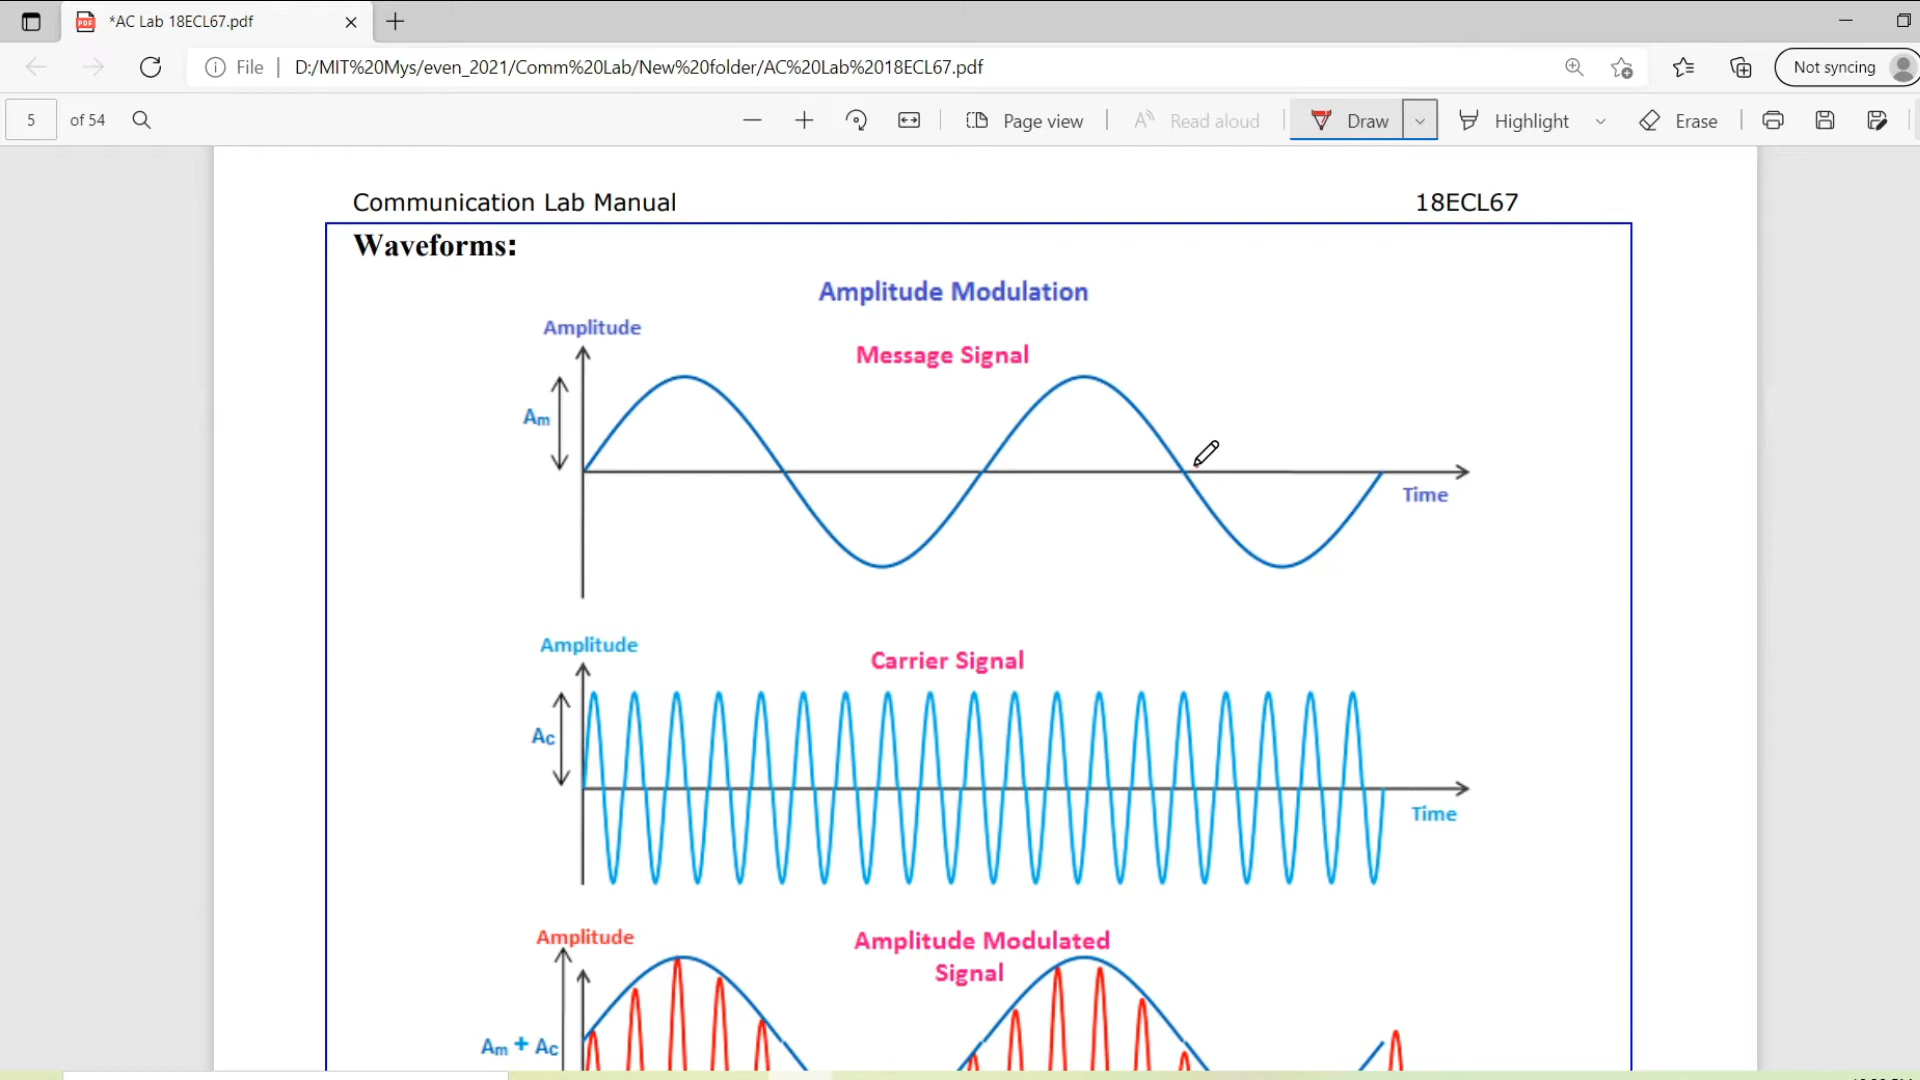 *AC Lab 18ECL67.pdf
File
D:/MIT%20Mys/even_2021/Comm%20Lab/New%20folder/AC%20Lab%2018ECL67.pdf
Not syncing
5 of 54
Page view
Read aloud
Draw
Highlight
Erase
Communication Lab Manual 18ECL67
Waveforms:
Amplitude Modulation
Amplitude
Message Signal
Am
Time
Amplitude
Carrier Signal
Ac
Time
Amplitude
Amplitude Modulated
Signal
Am + Ac